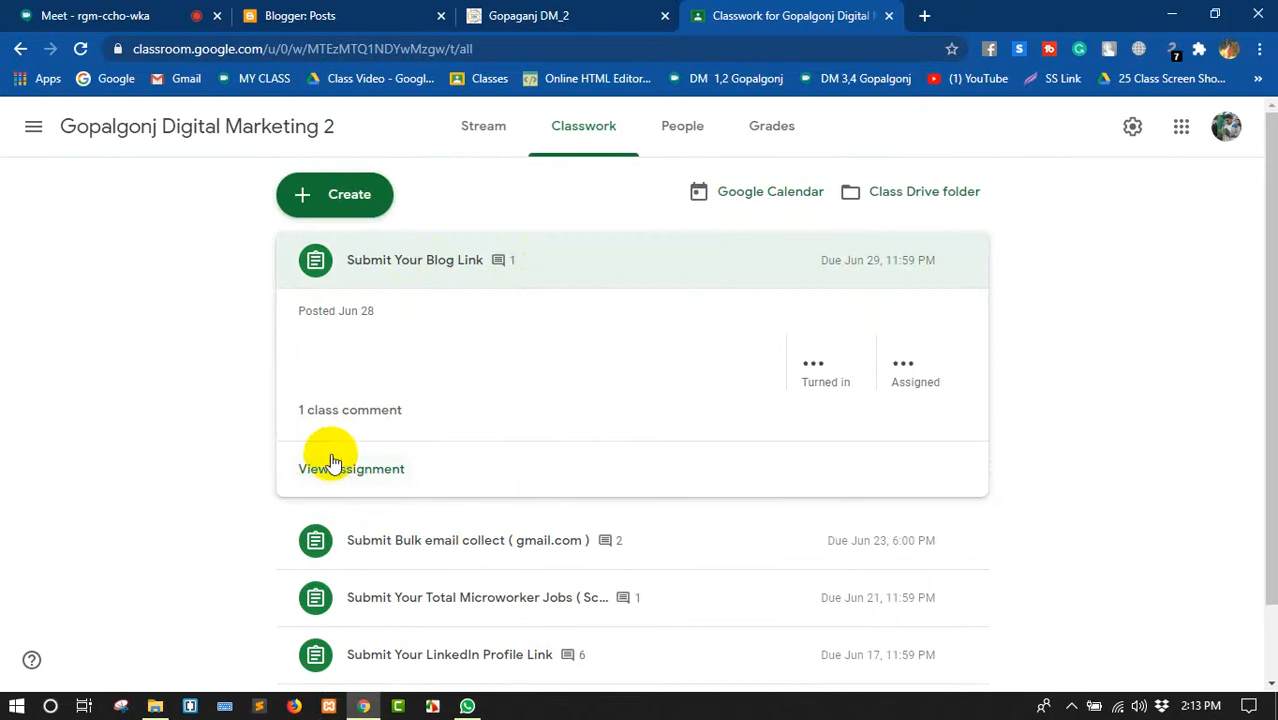 Meet - rgm-ccho-wka
Blogger: Posts
Gopaganj DM_2
Classwork for Gopalgonj Digital M
classroom.google.com/u/0/w/MTEzMTQ1NDYwMzgw/t/all
7
Apps
Google
Gmail
MY CLASS
Class Video - Googl...
Classes
Online HTML Editor...
DM 1,2 Gopalgonj
DM 3,4 Gopalgonj
() YouTube
SS Link
25 Class Screen Sho...
Gopalgonj Digital Marketing 2
Stream
Classwork
People
Grades
Create
Google Calendar
Class Drive folder
Submit Your Blog Link 1
Due Jun 29, 11:59 PM
Posted Jun 28
Turned in
Assigned
1 class comment
View assignment
Submit Bulk email collect ( gmail.com ) 2
Due Jun 23, 6:00 PM
Submit Your Total Microworker Jobs ( Sc... 1
Due Jun 21, 11:59 PM
Submit Your LinkedIn Profile Link 6
Due Jun 17, 11:59 PM
2:13 PM